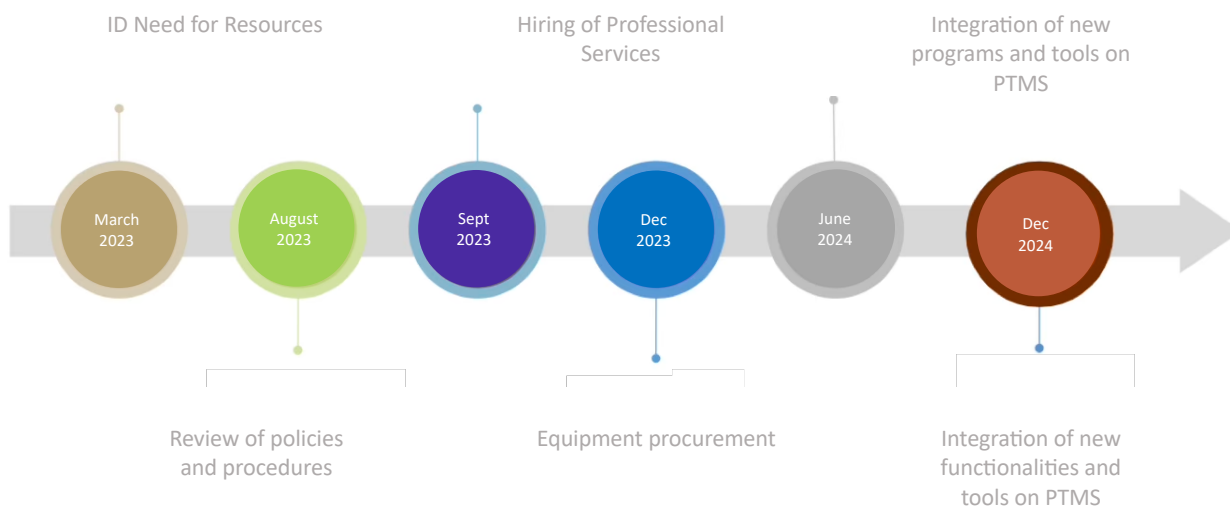 ID Need for Resources
Hiring of Professional
Services
Integration of new
programs and tools on
PTMS
March
2023
August
2023
Sept
2023
Dec
2023
June
2024
Dec
2024
Review of policies
and procedures
Equipment procurement
Integration of new
functionalities and
tools on PTMS